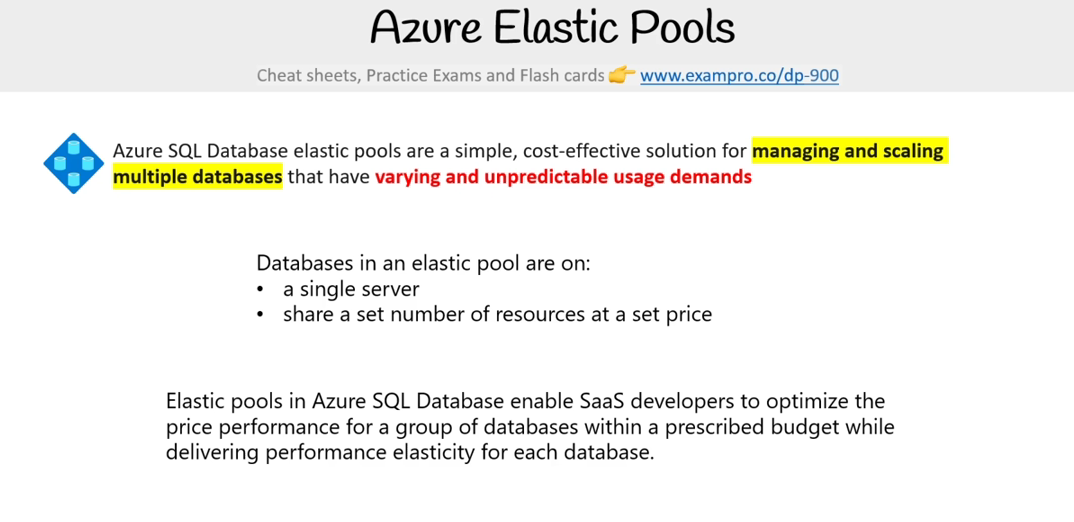 Azure Elastic Pools
Cheat sheets, Practice Exams and Flash cards 👉 www.exampro.co/dp-900
Azure SQL Database elastic pools are a simple, cost-effective solution for managing and scaling
multiple databases that have varying and unpredictable usage demands
Databases in an elastic pool are on:
• a single server
• share a set number of resources at a set price
Elastic pools in Azure SQL Database enable SaaS developers to optimize the
price performance for a group of databases within a prescribed budget while
delivering performance elasticity for each database.